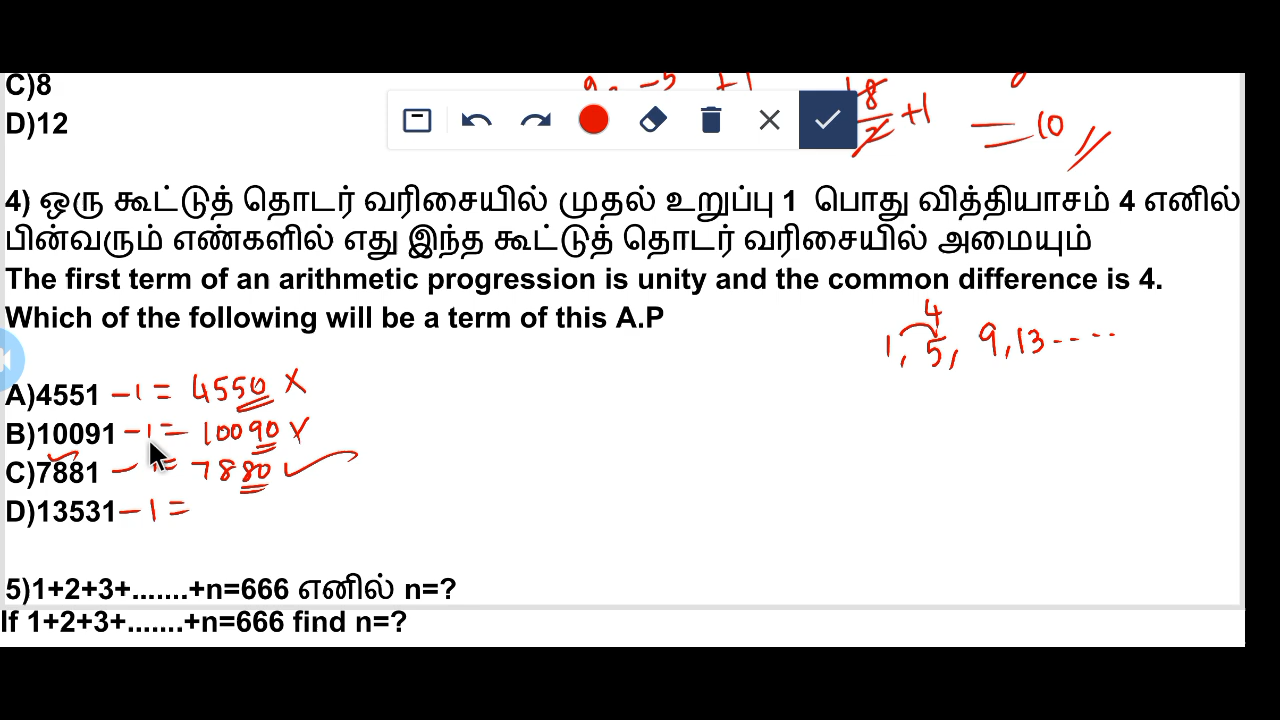 C)8
D)12
18/2 +1
= 10 //
4) ஒரு கூட்டுத் தொடர் வரிசையில் முதல் உறுப்பு 1 பொது வித்தியாசம் 4 எனில்
பின்வரும் எண்களில் எது இந்த கூட்டுத் தொடர் வரிசையில் அமையும்
The first term of an arithmetic progression is unity and the common difference is 4.
Which of the following will be a term of this A.P
4
1, 5, 9, 13 -----
A)4551 -1 = 4550 X
B)10091 -1 = 10090 X
C)7881 - = 7880 ✓
D)13531 -1 =
5)1+2+3+.......+n=666 எனில் n=?
If 1+2+3+.......+n=666 find n=?